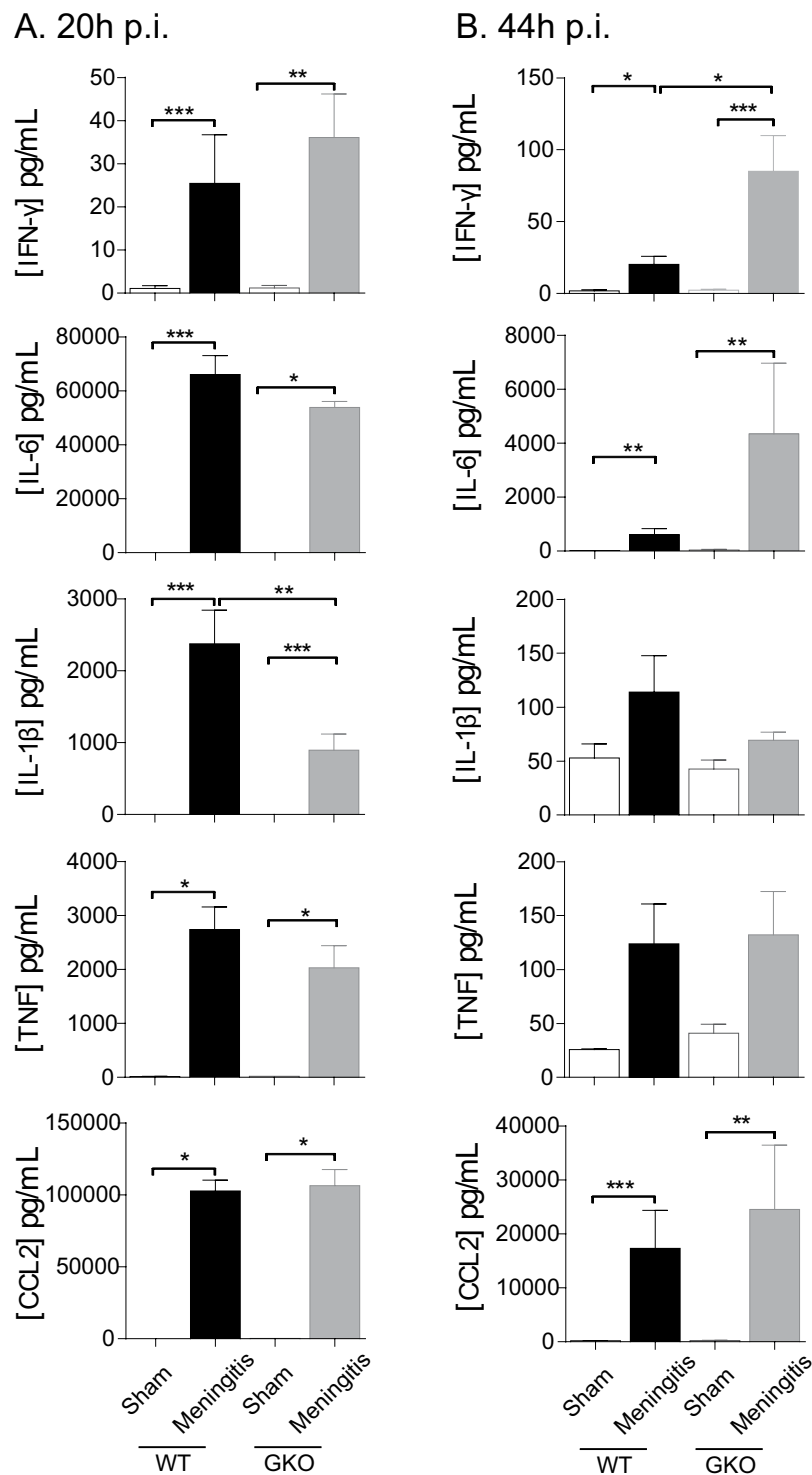 A. 20h p.i.
[IFN-γ] pg/mL
50
40
30
20
10
0
***
**
[IL-6] pg/mL
80000
60000
40000
20000
0
***
*
[IL-1β] pg/mL
3000
2000
1000
0
***
**
***
[TNF] pg/mL
4000
3000
2000
1000
0
*
*
[CCL2] pg/mL
150000
100000
50000
0
*
*
Sham
Meningitis
Sham
Meningitis
WT
GKO
B. 44h p.i.
[IFN-γ] pg/mL
150
100
50
0
*
*
***
[IL-6] pg/mL
8000
6000
4000
2000
0
**
**
[IL-1β] pg/mL
200
150
100
50
0
[TNF] pg/mL
200
150
100
50
0
[CCL2] pg/mL
40000
30000
20000
10000
0
***
**
Sham
Meningitis
Sham
Meningitis
WT
GKO